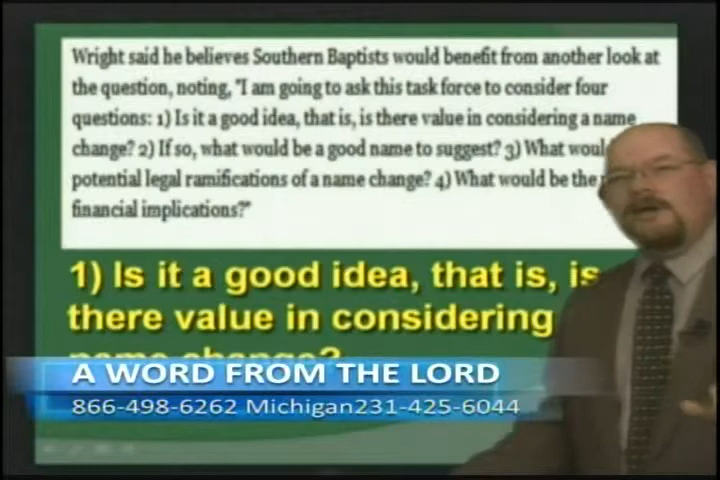 Wright said he believes Southern Baptists would benefit from another look at
the question, noting, "I am going to ask this task force to consider four
questions: 1) Is it a good idea, that is, is there value in considering a name
change? 2) If so, what would be a good name to suggest? 3) What
potential legal ramifications of a name change? 4) What would be the
financial implications?"
1) Is it a good idea, that is, is
there value in considering
name change?
A WORD FROM THE LORD
866-498-6262 Michigan231-425-6044